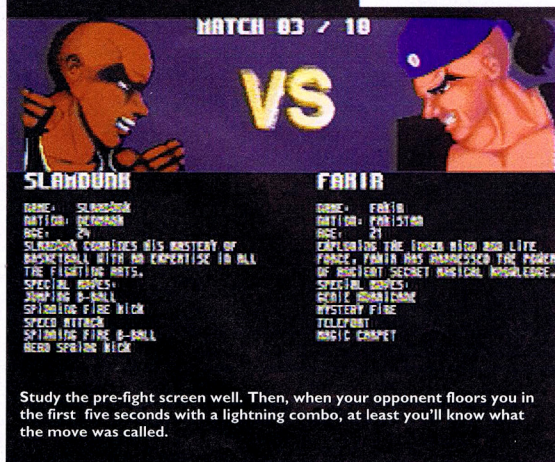 MATCH 03 / 10
VS
SLAMDUNK
NAME: SLAMDUNK
NATION: DENMARK
AGE: 24
SLAMDUNK COMBINES HIS MASTERY OF
BASKETBALL WITH AN EXPERTISE IN ALL
THE FIGHTING ARTS.
SPECIAL MOVES:
JUMPING B-BALL
SPINNING FIRE KICK
SPEED ATTACK
SPINNING FIRE B-BALL
HERO SPRING KICK
FAKIR
NAME: FAKIR
NATION: PAKISTAN
AGE: 21
EXPLORING THE INNER MIND AND LIFE
FORCE, FAKIR HAS HARNESSED THE POWER
OF ANCIENT SECRET MAGICAL KNOWLEDGE.
SPECIAL MOVES:
GENIE HURRICANE
MYSTERY FIRE
TELEPORT
MAGIC CARPET
Study the pre-fight screen well. Then, when your opponent floors you in
the first five seconds with a lightning combo, at least you'll know what
the move was called.